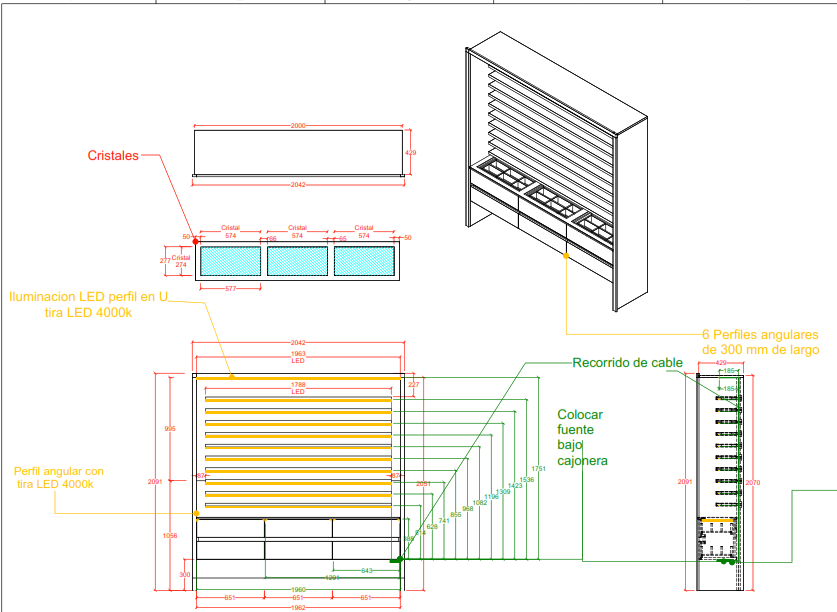 2000
429
Cristales
2042
Cristal
Cristal
Cristal
50
574
66
574
65
574
50
277
Cristal
274
577
Iluminacion LED perfil en U
tira LED 4000k
6 Perfiles angulares
de 300 mm de largo
2042
1963
LED
Recorrido de cable
429
185
227
1788
LED
185
Colocar
fuente
bajo
cajonera
995
1751
Perfil angular con
tira LED 4000k
2091
2091
2070
1536
1423
1309
1196
1082
968
855
741
628
514
1056
300
643
1291
1960
651
651
651
1962